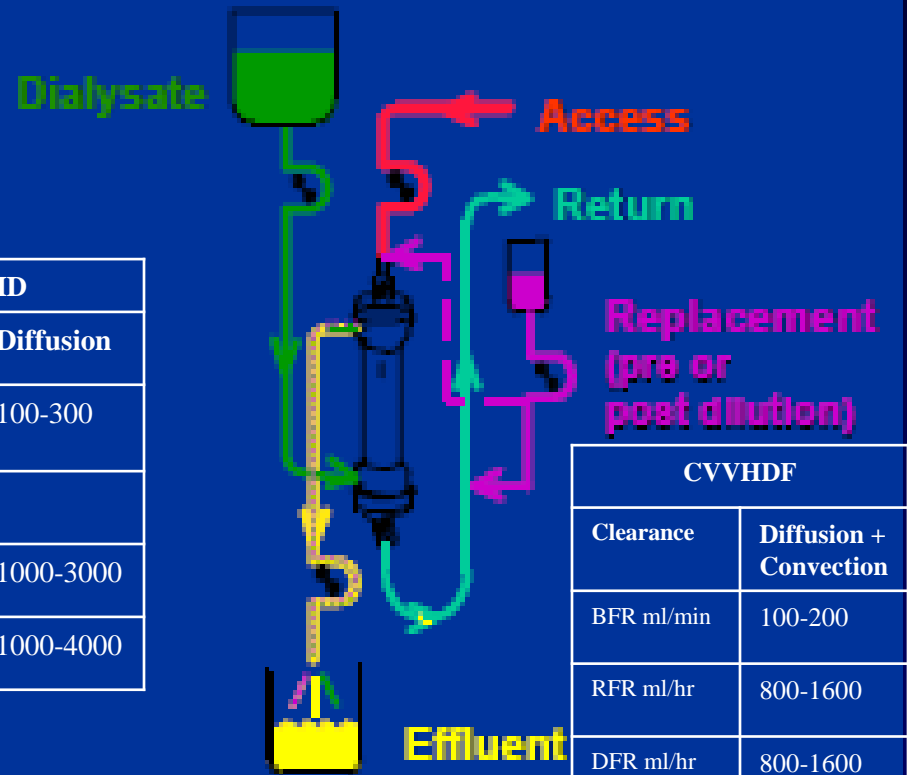 Dialysate
Access
Return
Replacement
(pre or
post dilution)
Effluent
Diffusion
100-300
1000-3000
1000-4000
CVVHDF
Clearance
Diffusion +
Convection
BFR ml/min
100-200
RFR ml/hr
800-1600
DFR ml/hr
800-1600